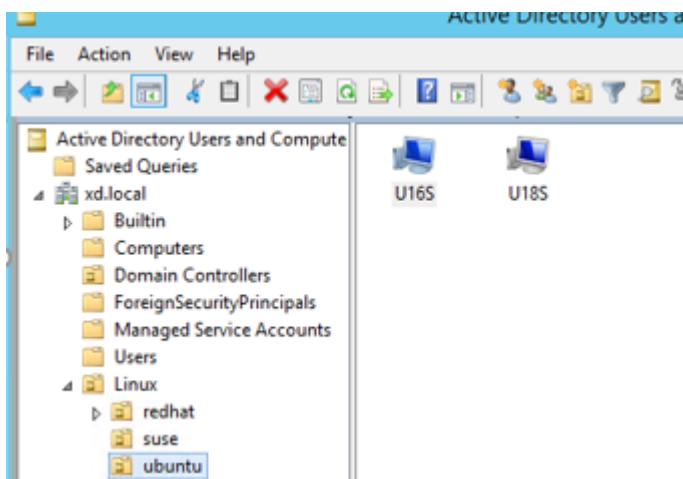 Active Directory Users a
File Action View Help
Active Directory Users and Compute
Saved Queries
xd.local
Builtin
Computers
Domain Controllers
ForeignSecurityPrincipals
Managed Service Accounts
Users
Linux
redhat
suse
ubuntu
U16S U18S